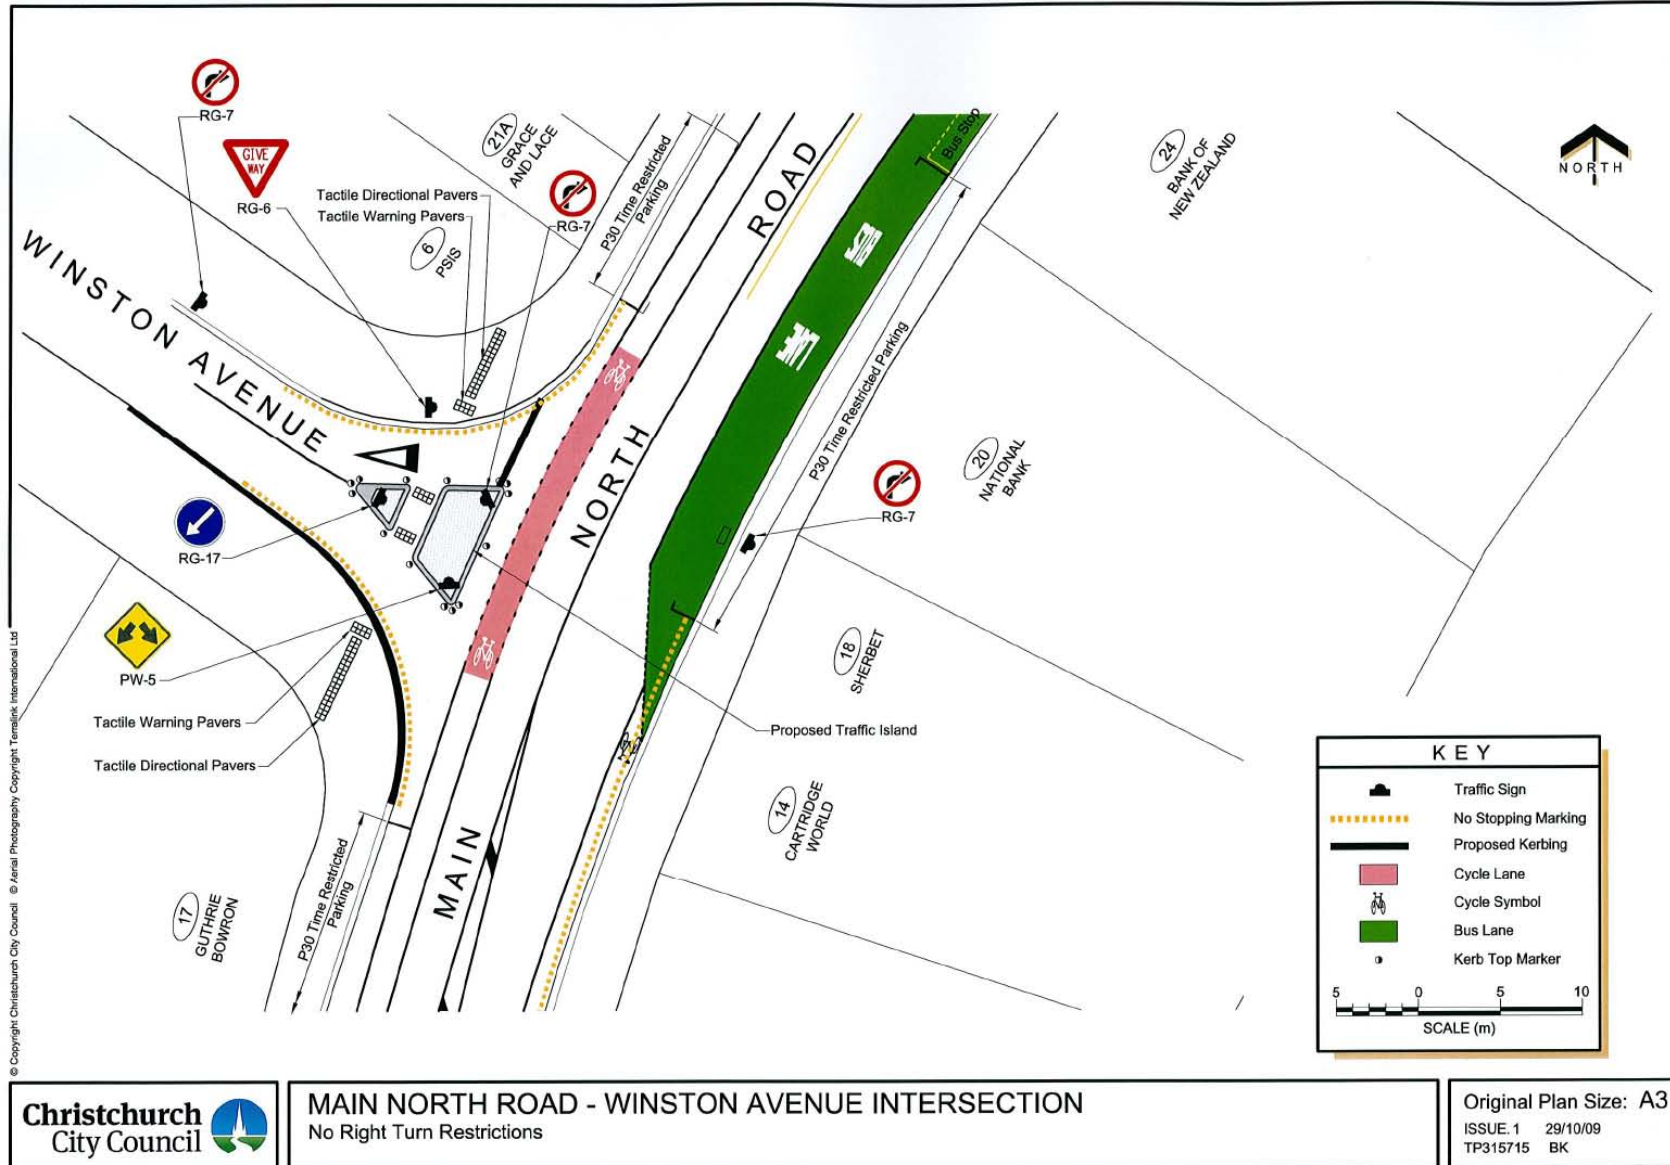 RG-7
GIVE
WAY
RG-6
Tactile Directional Pavers
Tactile Warning Pavers
6
PSIS
21A
GRACE
AND LACE
RG-7
P30 Time Restricted
Parking
Bus Stop
24
BANK OF
NEW ZEALAND
NORTH
WINSTON AVENUE
MAIN NORTH ROAD
P30 Time Restricted Parking
20
NATIONAL
BANK
RG-7
RG-17
PW-5
Tactile Warning Pavers
Tactile Directional Pavers
18
SHERBET
Proposed Traffic Island
14
CARTRIDGE
WORLD
17
GUTHRIE
BOWRON
P30 Time Restricted
Parking
KEY
Traffic Sign
No Stopping Marking
Proposed Kerbing
Cycle Lane
Cycle Symbol
Bus Lane
Kerb Top Marker
5 0 5 10
SCALE (m)
© Copyright Christchurch City Council © Aerial Photography Copyright Terralink International Ltd
Christchurch
City Council
MAIN NORTH ROAD - WINSTON AVENUE INTERSECTION
No Right Turn Restrictions
Original Plan Size: A3
ISSUE. 1 29/10/09
TP315715 BK